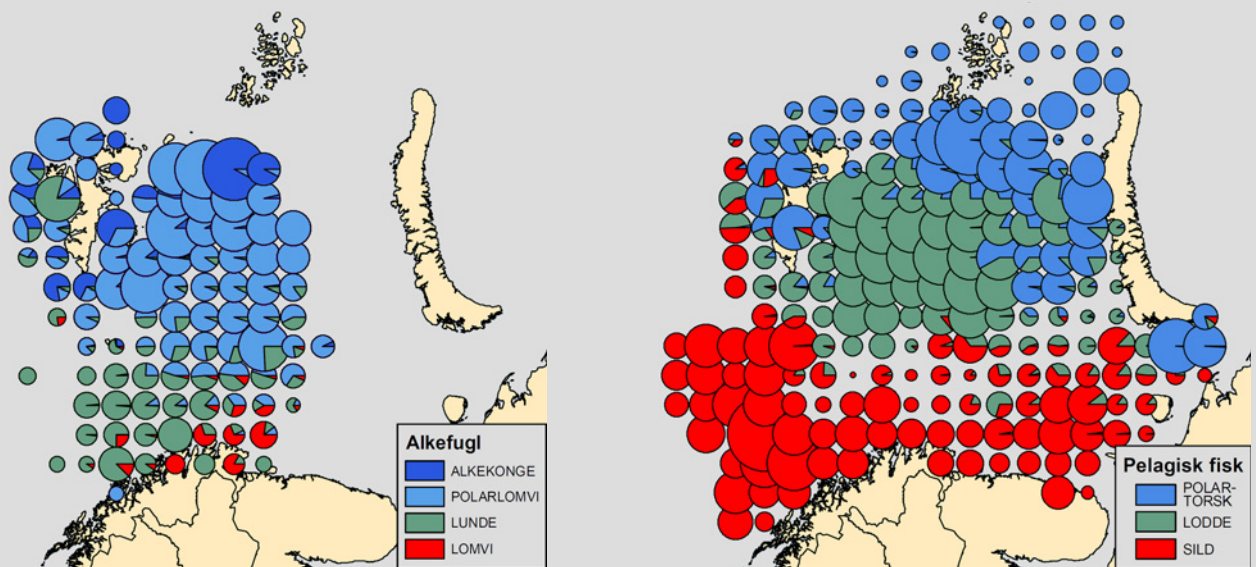 Alkefugl
ALKEKONGE
POLARLOMVI
LUNDE
LOMVI
Pelagisk fisk
POLAR-
TORSK
LODDE
SILD